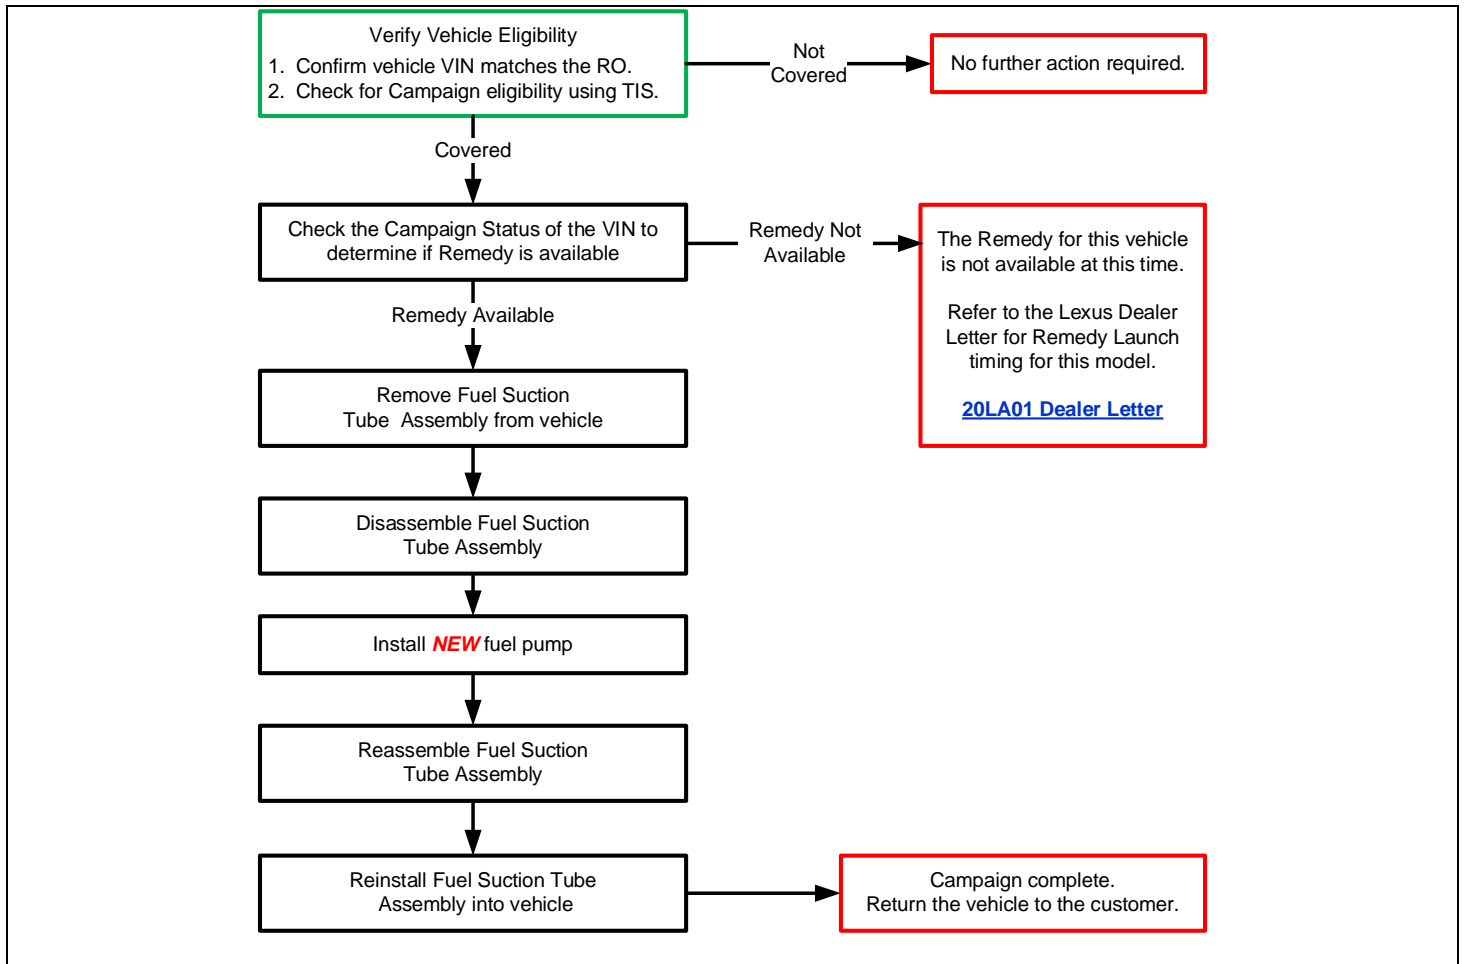 Verify Vehicle Eligibility
1. Confirm vehicle VIN matches the RO.
2. Check for Campaign eligibility using TIS.
Not
Covered
No further action required.
Covered
Check the Campaign Status of the VIN to
determine if Remedy is available
Remedy Not
Available
The Remedy for this vehicle
is not available at this time.
Refer to the Lexus Dealer
Letter for Remedy Launch
timing for this model.
20LA01 Dealer Letter
Remedy Available
Remove Fuel Suction
Tube Assembly from vehicle
Disassemble Fuel Suction
Tube Assembly
Install NEW fuel pump
Reassemble Fuel Suction
Tube Assembly
Reinstall Fuel Suction Tube
Assembly into vehicle
Campaign complete.
Return the vehicle to the customer.